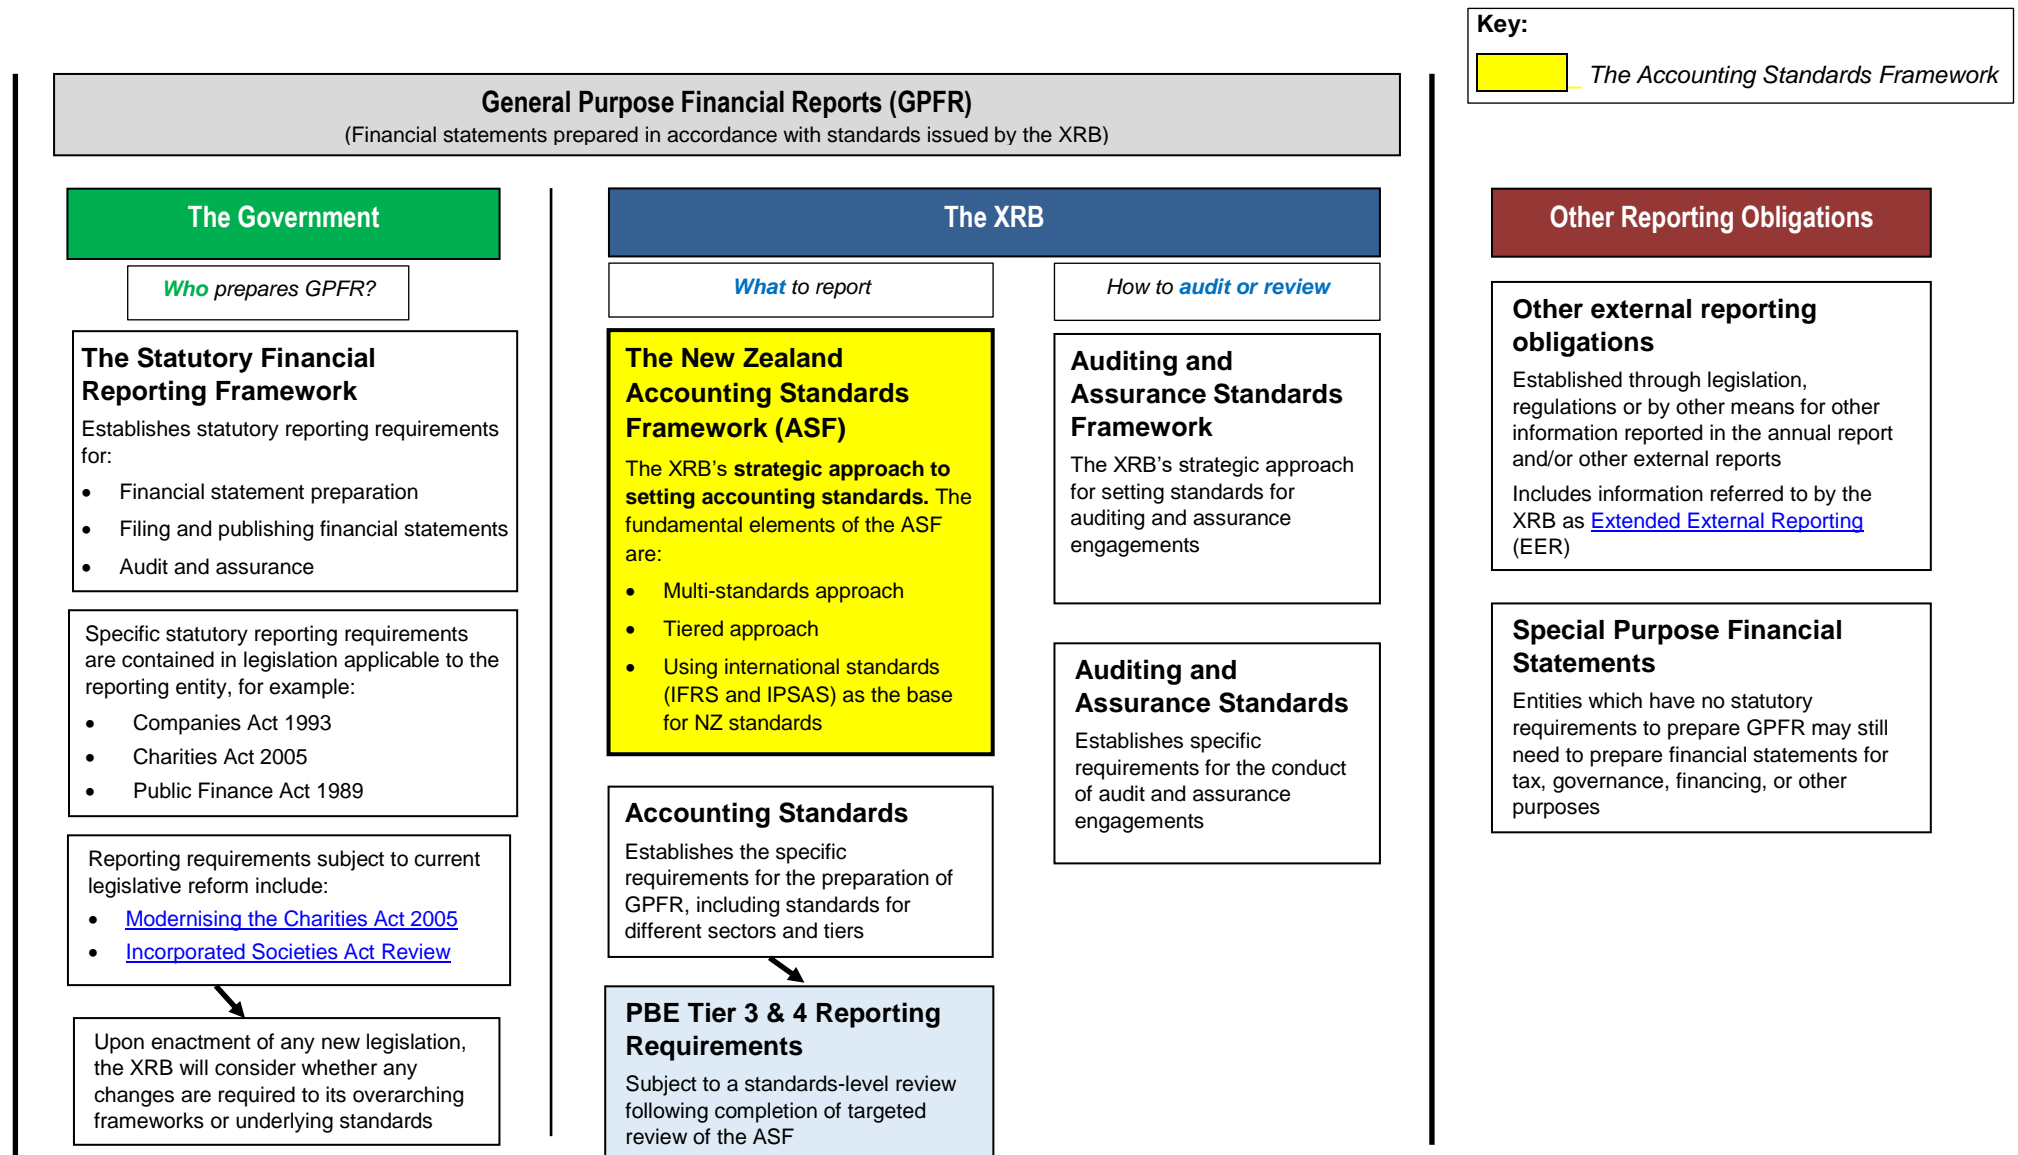 Key:
The Accounting Standards Framework
General Purpose Financial Reports (GPFR)
(Financial statements prepared in accordance with standards issued by the XRB)
The Government
Who prepares GPFR?
The Statutory Financial
Reporting Framework
Establishes statutory reporting requirements
for:
• Financial statement preparation
• Filing and publishing financial statements
• Audit and assurance
Specific statutory reporting requirements
are contained in legislation applicable to the
reporting entity, for example:
• Companies Act 1993
• Charities Act 2005
• Public Finance Act 1989
Reporting requirements subject to current
legislative reform include:
• Modernising the Charities Act 2005
• Incorporated Societies Act Review
Upon enactment of any new legislation,
the XRB will consider whether any
changes are required to its overarching
frameworks or underlying standards
The XRB
What to report
The New Zealand
Accounting Standards
Framework (ASF)
The XRB’s strategic approach to
setting accounting standards. The
fundamental elements of the ASF
are:
• Multi-standards approach
• Tiered approach
• Using international standards
(IFRS and IPSAS) as the base
for NZ standards
Accounting Standards
Establishes the specific
requirements for the preparation of
GPFR, including standards for
different sectors and tiers
PBE Tier 3 & 4 Reporting
Requirements
Subject to a standards-level review
following completion of targeted
review of the ASF
How to audit or review
Auditing and
Assurance Standards
Framework
The XRB’s strategic approach
for setting standards for
auditing and assurance
engagements
Auditing and
Assurance Standards
Establishes specific
requirements for the conduct
of audit and assurance
engagements
Other Reporting Obligations
Other external reporting
obligations
Established through legislation,
regulations or by other means for other
information reported in the annual report
and/or other external reports
Includes information referred to by the
XRB as Extended External Reporting
(EER)
Special Purpose Financial
Statements
Entities which have no statutory
requirements to prepare GPFR may still
need to prepare financial statements for
tax, governance, financing, or other
purposes